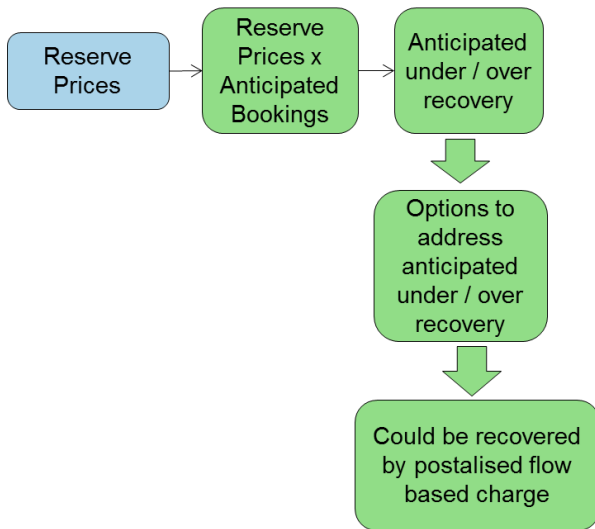 Reserve
Prices
Reserve
Prices x
Anticipated
Bookings
Anticipated
under / over
recovery
Options to
address
anticipated
under / over
recovery
Could be recovered
by postalised flow
based charge